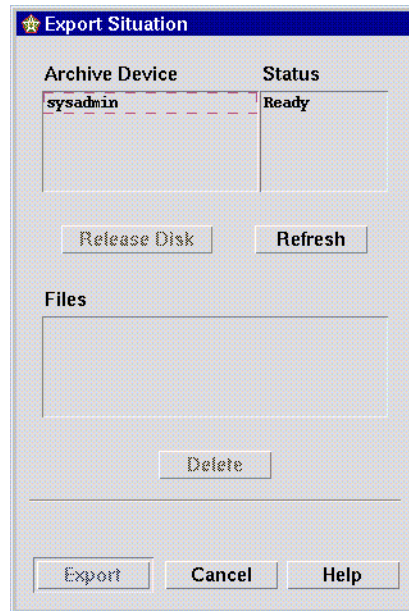 Export Situation
Archive Device Status
sysadmin Ready
Release Disk Refresh
Files
Delete
Export Cancel Help